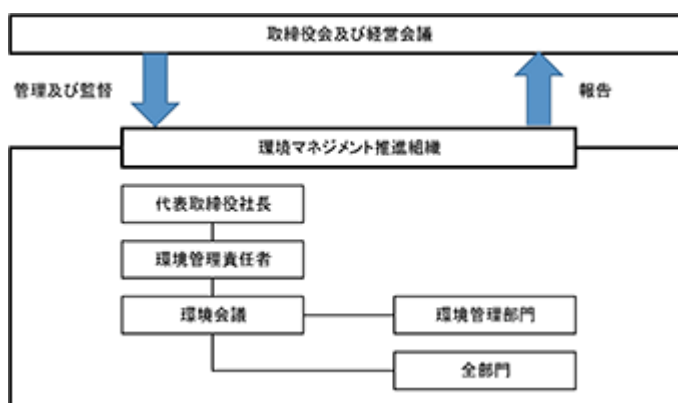 取締役会及び経営会議
管理及び監督
報告
環境マネジメント推進組織
代表取締役社長
環境管理責任者
環境会議
環境管理部門
全部門